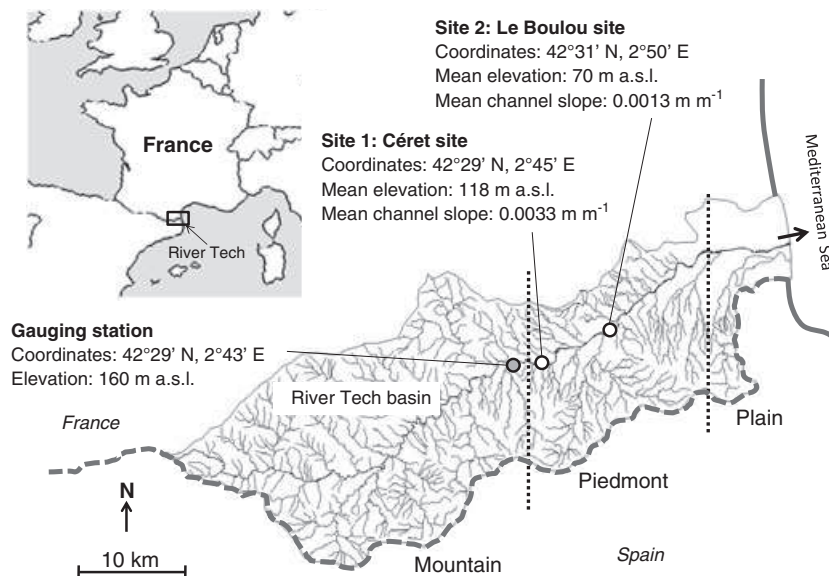 Site 2: Le Boulou site
Coordinates: 42°31' N, 2°50' E
Mean elevation: 70 m a.s.l.
Mean channel slope: 0.0013 m m⁻¹
Site 1: Céret site
Coordinates: 42°29' N, 2°45' E
Mean elevation: 118 m a.s.l.
Mean channel slope: 0.0033 m m⁻¹
France
River Tech
Mediterranean Sea
Gauging station
Coordinates: 42°29' N, 2°43' E
Elevation: 160 m a.s.l.
River Tech basin
France
Plain
Piedmont
N
10 km
Mountain
Spain